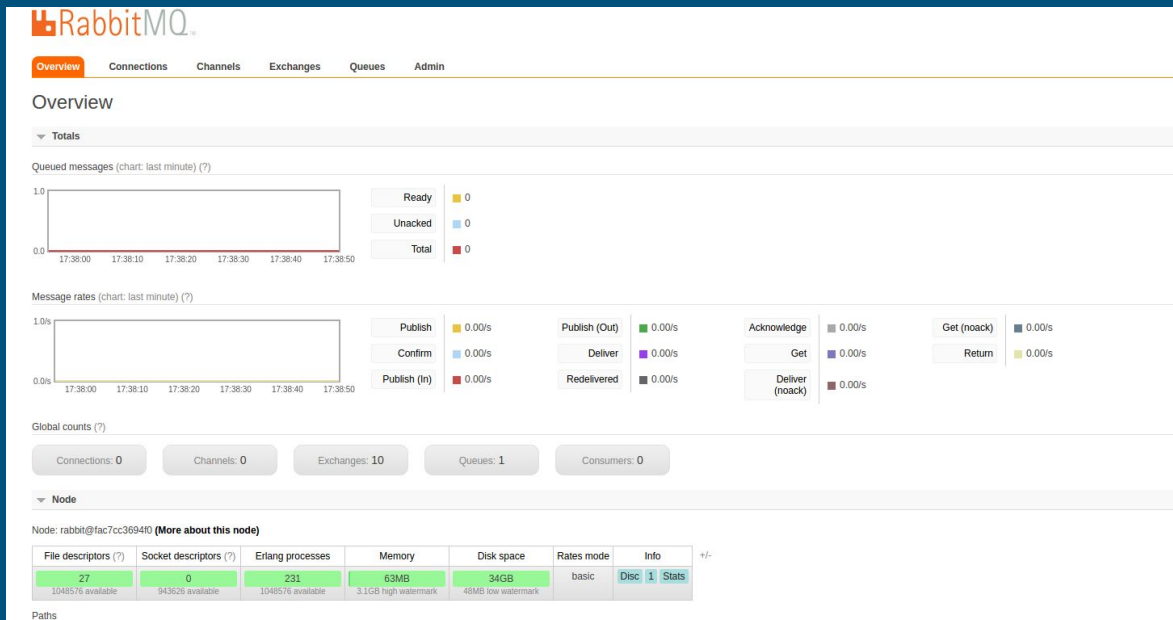 RabbitMQ™
Overview Connections Channels Exchanges Queues Admin
Overview
Totals
Queued messages (chart: last minute) (?)
1.0
0.0
17:38:00 17:38:10 17:38:20 17:38:30 17:38:40 17:38:50
Ready 0
Unacked 0
Total 0
Message rates (chart: last minute) (?)
1.0/s
0.0/s
17:38:00 17:38:10 17:38:20 17:38:30 17:38:40 17:38:50
Publish 0.00/s
Confirm 0.00/s
Publish (In) 0.00/s
Publish (Out) 0.00/s
Deliver 0.00/s
Redelivered 0.00/s
Acknowledge 0.00/s
Get 0.00/s
Deliver
(noack) 0.00/s
Get (noack) 0.00/s
Return 0.00/s
Global counts (?)
Connections: 0 Channels: 0 Exchanges: 10 Queues: 1 Consumers: 0
Node
Node: rabbit@fac7cc3694f0 (More about this node)
File descriptors (?) Socket descriptors (?) Erlang processes Memory Disk space Rates mode Info +/-
27 0 231 63MB 34GB basic Disc 1 Stats
1048576 available 943626 available 1048576 available 3.1GB high watermark 48MB low watermark
Paths